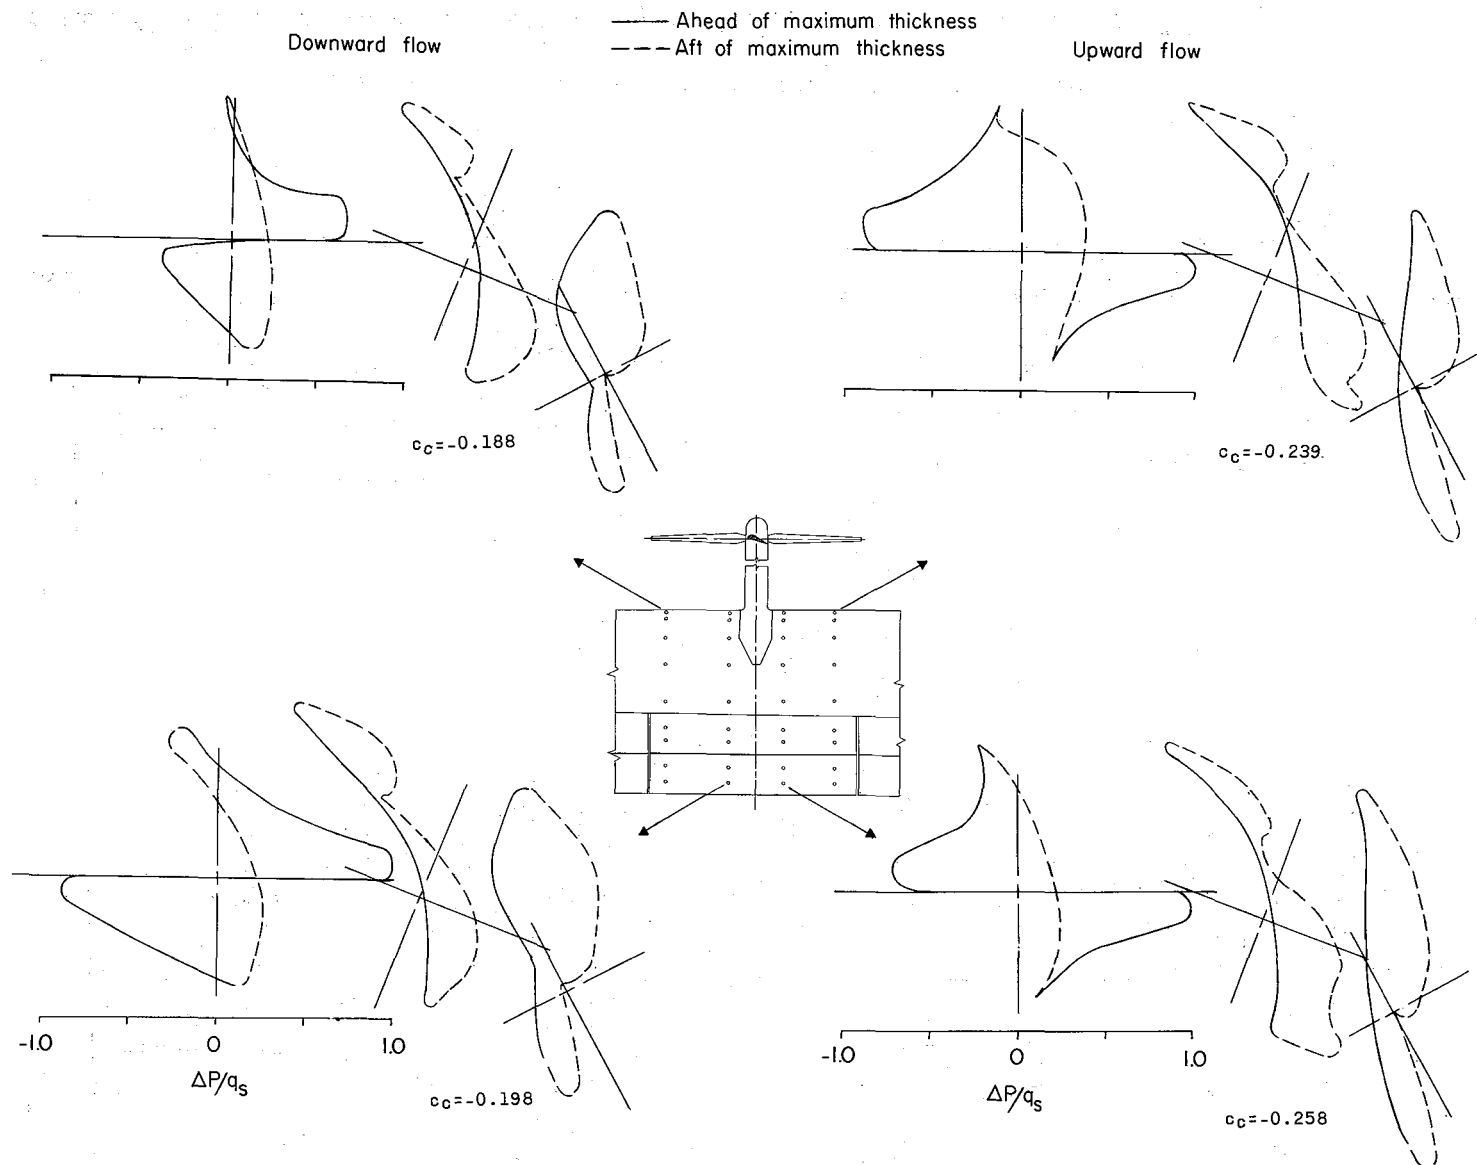 Ahead of maximum thickness
Downward flow
Aft of maximum thickness
Upward flow
cc=-0.188
cc=-0.239
-1.0 0 1.0
ΔP/qs
cc=-0.198
-1.0 0 1.0
ΔP/qs
cc=-0.258